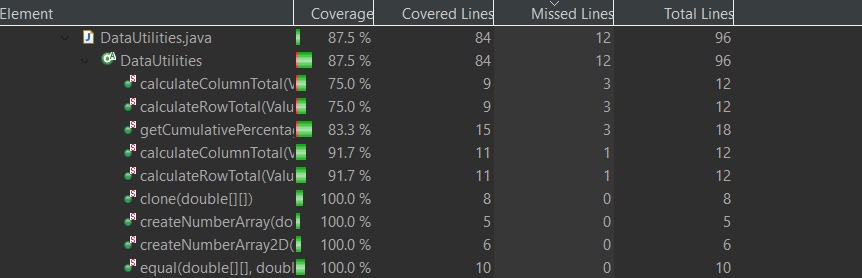 Element Coverage Covered Lines Missed Lines Total Lines
DataUtilities.java 87.5 % 84 12 96
DataUtilities 87.5 % 84 12 96
calculateColumnTotal(V 75.0 % 9 3 12
calculateRowTotal(Valu 75.0 % 9 3 12
getCumulativePercenta 83.3 % 15 3 18
calculateColumnTotal(V 91.7 % 11 1 12
calculateRowTotal(Valu 91.7 % 11 1 12
clone(double[][]) 100.0 % 8 0 8
createNumberArray(do 100.0 % 5 0 5
createNumberArray2D( 100.0 % 6 0 6
equal(double[][], doubl 100.0 % 10 0 10